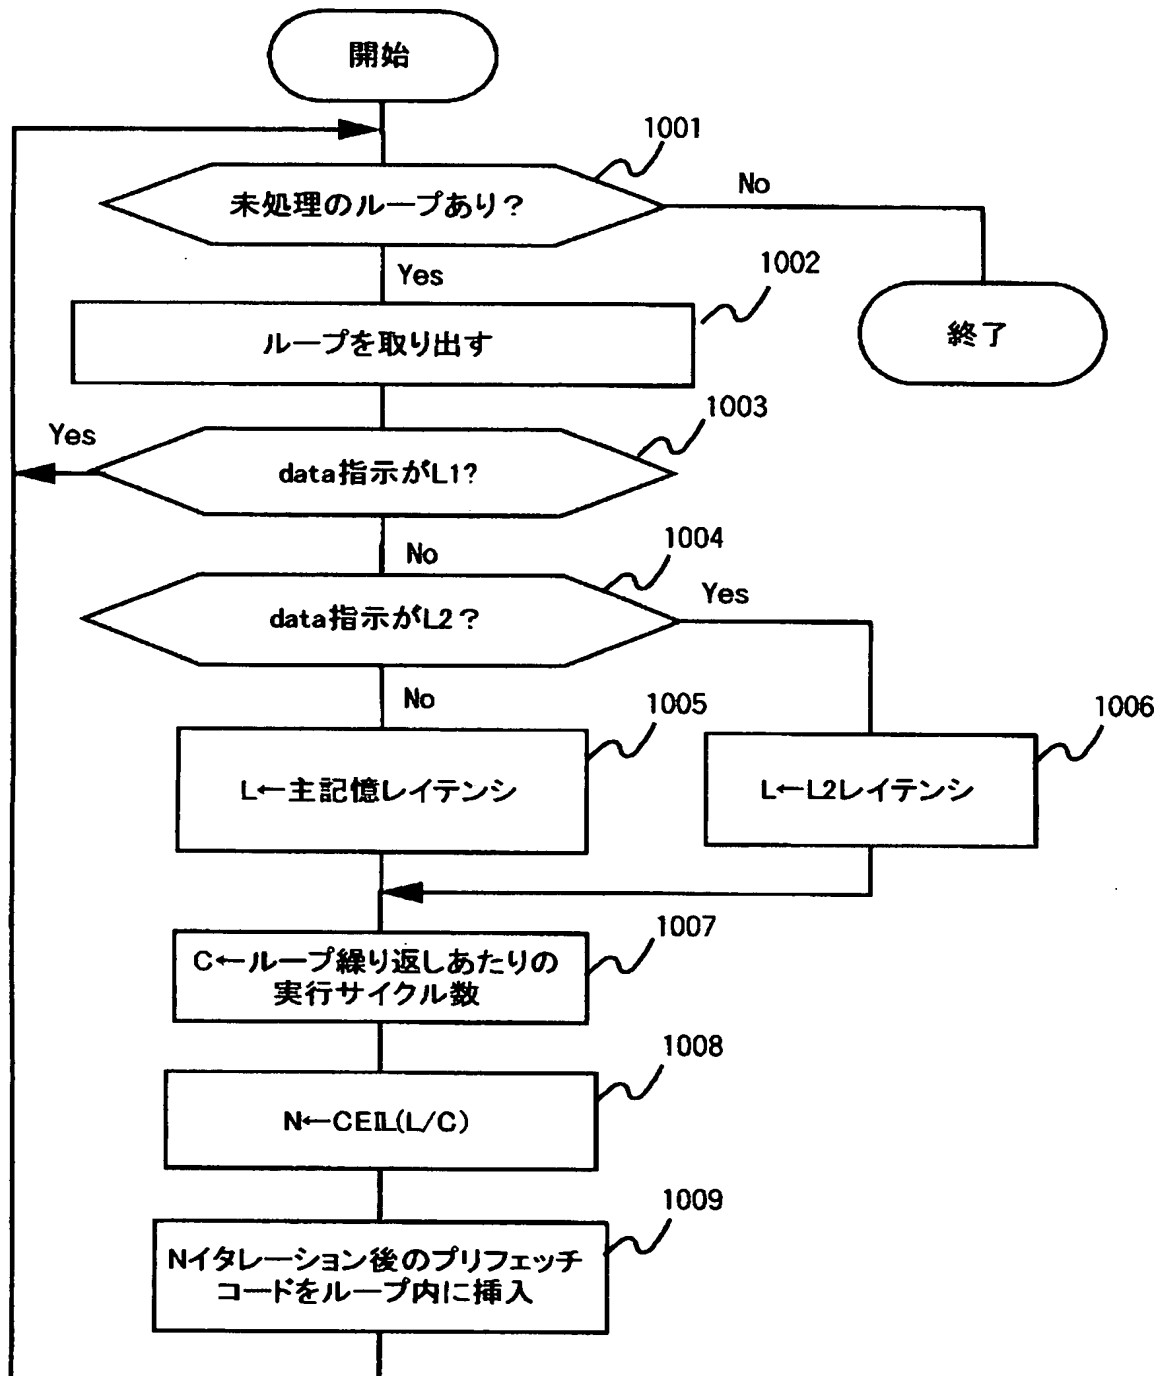 開始
1001
未処理のループあり？
No
Yes
1002
ループを取り出す
終了
1003
Yes
data指示がL1?
No
1004
data指示がL2？
Yes
No
1005
L←主記憶レイテンシ
1006
L←L2レイテンシ
1007
C←ループ繰り返しあたりの
実行サイクル数
1008
N←CEIL(L/C)
1009
Nイタレーション後のプリフェッチ
コードをループ内に挿入